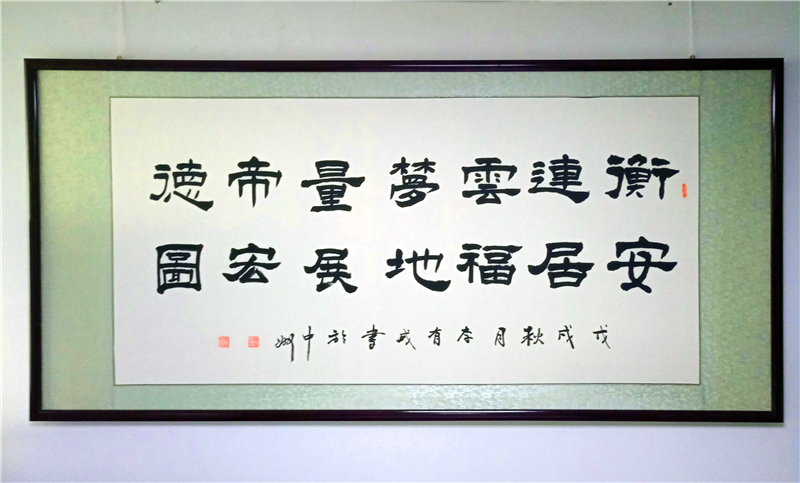 衡連雲夢量帝德
安居福地展宏圖
戊戌秋月李有成書於中州